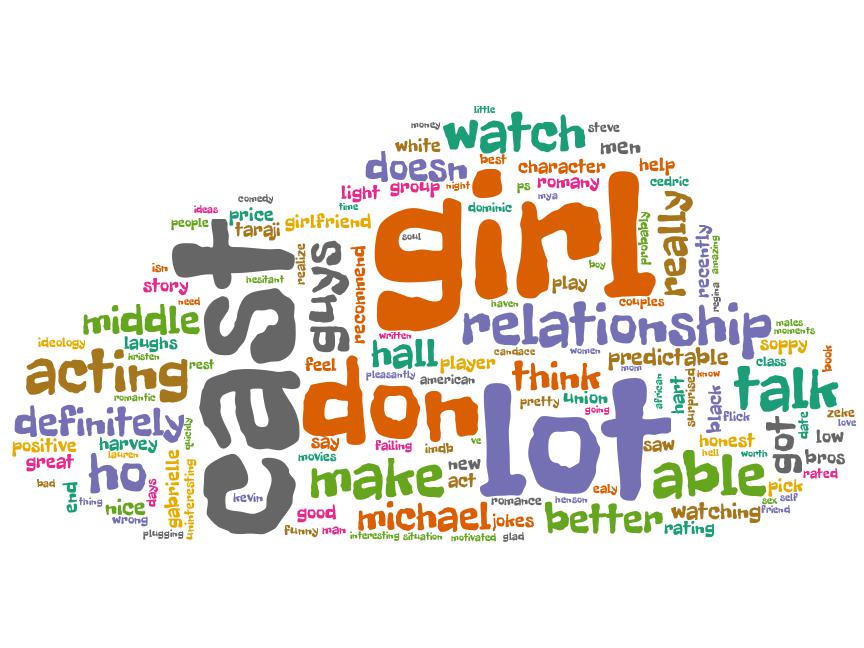 little
money
watch
steve
white
men
doesn
best
character
help
light
group
night
ps
romany
cedric
mya
comedy
ideas
time
dominic
girl
people
price
girlfriend
taraji
soul
probably
really
recently
amazing
cast
guys
realize
recommend
boy
isn
hesitant
play
regina
story
need
haven
couples
middle
written
relationship
males
moments
ideology
laughs
hall
candace
women
soppy
kristen
player
predictable
class
book
acting
rest
feel
pleasantly
american
think
mom
know
talk
romantic
don
lot
pretty
union
going
african
hart
surprised
black
flick
date
zeke
love
definitely
quickly
positive
harvey
say
failing
imdb
ve
saw
honest
got
low
great
lauren
movies
hell
worth
bros
ho
gabrielle
uninteresting
make
new
act
able
rated
bad
end
thing
days
kevin
romance
henson
ealy
pick
sex
self
nice
wrong
good
michael
jokes
better
watching
friend
plugging
funny
man
rating
interesting
situation
motivated
glad